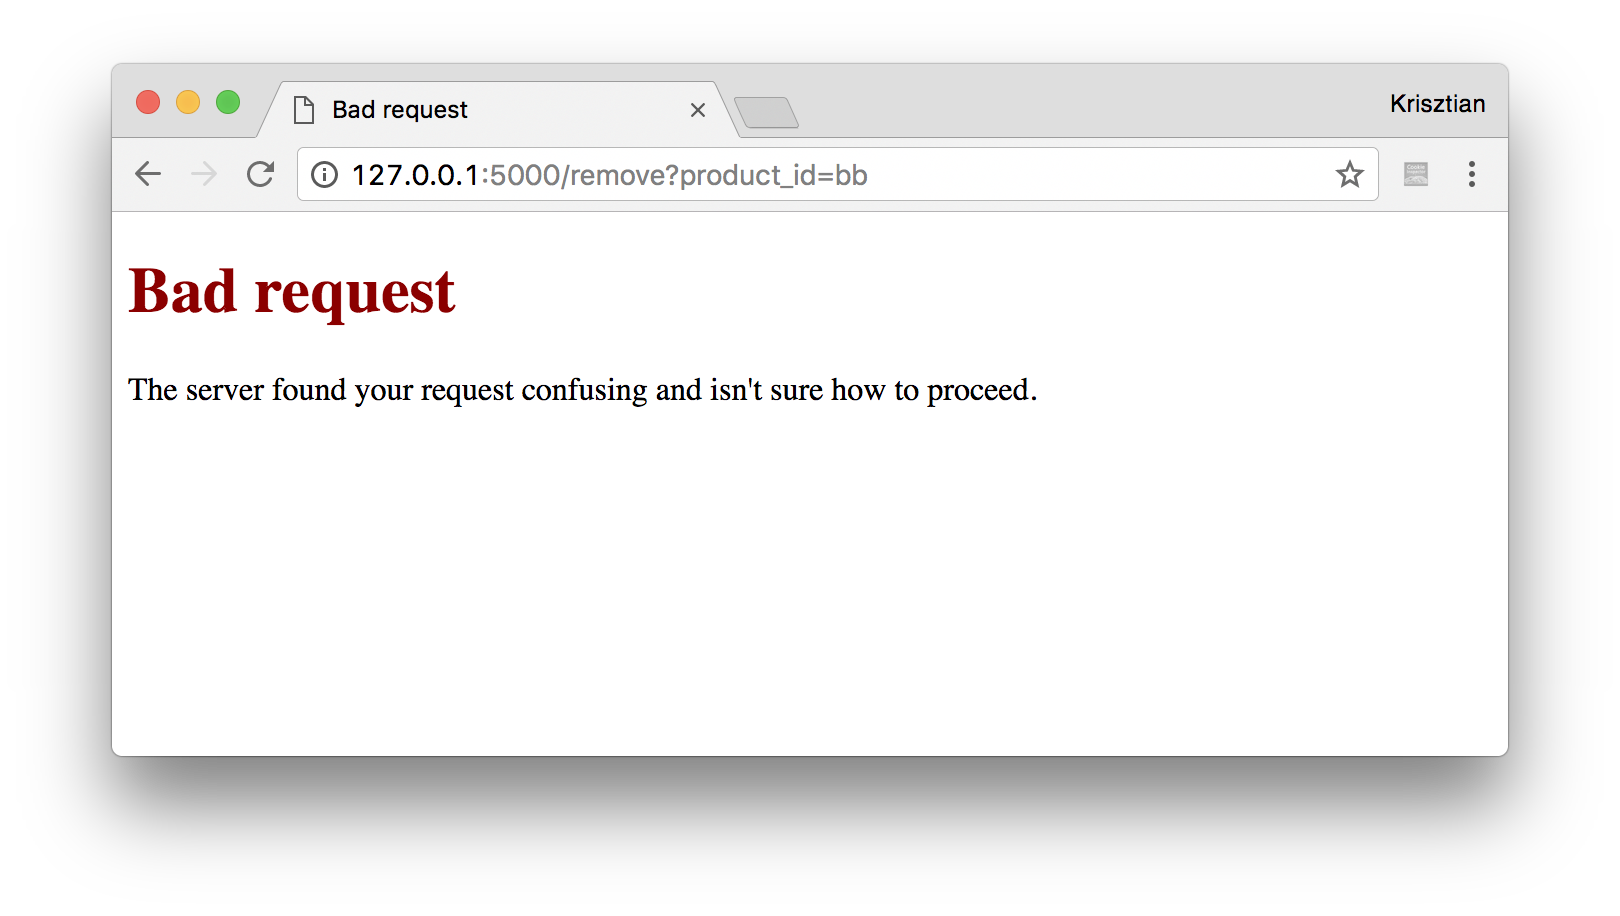 Bad request
Krisztian
127.0.0.1:5000/remove?product_id=bb
Bad request
The server found your request confusing and isn't sure how to proceed.